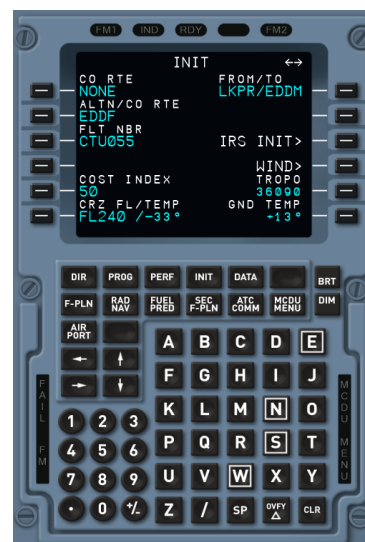 FM1 IND RDY FM2
INIT ↔
CO RTE FROM/TO
NONE LKPR/EDDM
ALTN/CO RTE
EDDF
FLT NBR
CTU055 IRS INIT>
WIND>
COST INDEX TROPO
50 36090
CRZ FL/TEMP GND TEMP
FL240 /-33° +13°
DIR PROG PERF INIT DATA BRT
F-PLN RAD NAV FUEL PRED SEC F-PLN ATC COMM MCDU MENU DIM
AIR PORT
← ↑
→ ↓
A B C D E
F G H I J
K L M N O
P Q R S T
U V W X Y
Z / SP OVFY △ CLR
1 2 3
4 5 6
7 8 9
. 0 +/-
FAIL FM
MCDU MENU